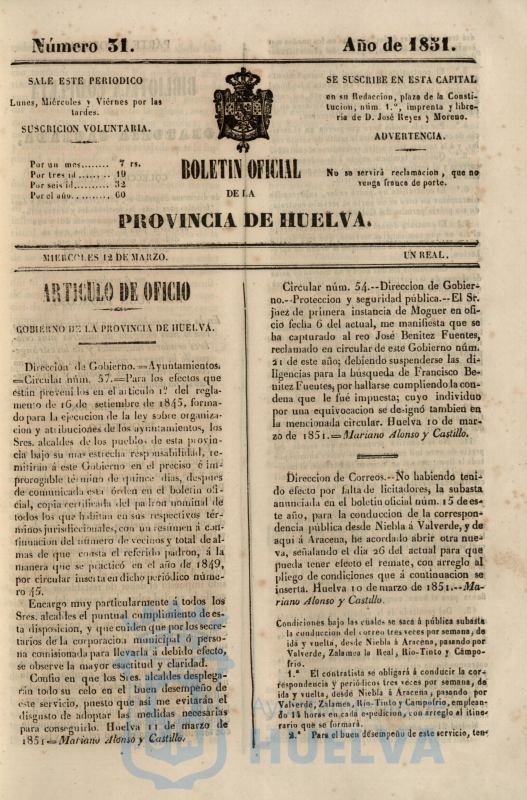 Número 31.
Año de 1851.
SALE ESTE PERIODICO
Lunes, Miércoles y Viérnes por las
tardes.
SUSCRICION VOLUNTARIA.
Por un mes........ 7 rs.
Por tres id........ 19
Por seis id........ 32
Por el año......... 60
BOLETIN OFICIAL
DE LA
PROVINCIA DE HUELVA.
SE SUSCRIBE EN ESTA CAPITAL
en su Redaccion, plaza de la Consti-
tucion, núm. 1.º, imprenta y libre-
ria de D. José Reyes y Moreno.
ADVERTENCIA.
No se servirá reclamacion, que no
venga franca de porte.
MIERCOLES 12 DE MARZO.
UN REAL.
ARTICULO DE OFICIO
GOBIERNO DE LA PROVINCIA DE HUELVA.
Direccion de Gobierno.=Ayuntamientos.
=Circular núm. 57.=Para los efectos que
están prevenidos en el artículo 1º del regla-
mento de 16 de setiembre de 1845, forma-
do para la ejecucion de la ley sobre organiza-
cion y atribuciones de los ayuntamientos, los
Sres. alcaldes de los pueblos de esta provin-
cia bajo su mas estrecha responsabilidad, re-
mitirán á este Gobierno en el preciso é im-
prorogable término de quince dias, despues
de comunicada esta órden en el boletin ofi-
cial, copia certificada del padron nominal de
todos los que habitan en sus respectivos tér-
minos jurisdiccionales, con un resúmen á con-
tinuacion del número de vecinos y total de al-
mas de que consta el referido padron, á la
manera que se practicó en el año de 1849,
por circular inserta en dicho periódico núme-
ro 45.
Encargo muy particularmente á todos los
Sres. alcaldes el puntual cumplimiento de es-
ta disposicion, y que cuiden que por los secre-
tarios de la corporacion municipal ó perso-
na comisionada para llevarla á debido efecto,
se observe la mayor esactitud y claridad.
Confio en que los Sres. alcaldes desplega-
rán todo su celo en el buen desempeño de
este servicio, puesto que asi me evitarán el
disgusto de adoptar las medidas necesarias
para conseguirlo. Huelva 11 de marzo de
1851.=Mariano Alonso y Castillo.
Circular núm. 54.--Direccion de Gobier-
no.--Proteccion y seguridad pública.--El Sr.
juez de primera instancia de Moguer en ofi-
cio fecha 6 del actual, me manifiesta que se
ha capturado al reo José Benitez Fuentes,
reclamado en circular de este Gobierno núm.
21 de este año; debiendo suspenderse las di-
ligencias para la búsqueda de Francisco Be-
nitez Fuentes, por hallarse cumpliendo la con-
dena que le fué impuesta; cuyo individuo
por una equivocacion se designó tambien en
la mencionada circular. Huelva 10 de mar-
zo de 1851.=Mariano Alonso y Castillo.
Direccion de Correos.--No habiendo teni-
do efecto por falta de licitadores, la subasta
anunciada en el boletin oficial núm. 15 de es-
te año, para la conduccion de la correspon-
dencia pública desde Niebla á Valverde, y de
aqui á Aracena, he acordado abrir otra nue-
va, señalando el dia 26 del actual para que
pueda tener efecto el remate, con arreglo al
pliego de condiciones que á continuacion se
inserta. Huelva 10 de marzo de 1851.--Ma-
riano Alonso y Castillo.
Condiciones bajo las cuales se saca á pública subasta
la conduccion del correo tres veces por semana, de
ida y vuelta, desde Niebla á Aracena, pasando por
Valverde, Zalamea la Real, Rio-Tinto y Campo-
frio.
1.ª El contratista se obligará á conducir la cor-
respondencia y periódicos tres veces por semana, de
ida y vuelta, desde Niebla á Aracena, pasando por
Valverde, Zalamea, Rio-Tinto y Campofrio, emplean-
do 14 horas en cada espedicion, con arreglo al itine-
rario que se formará.
2.ª Para el buen désempeño de este servicio, ten-
HUELVA